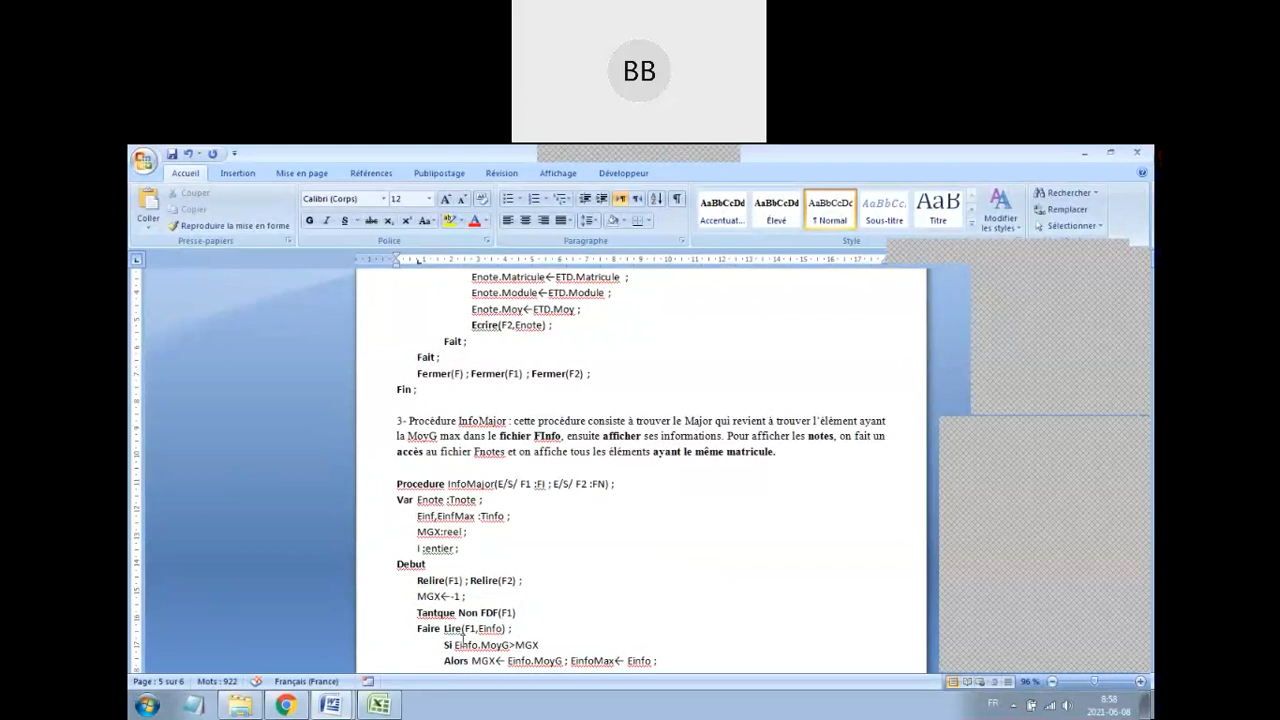 BB
Accueil Insertion Mise en page Références Publipostage Révision Affichage Développeur
Coller
Couper
Copier
Reproduire la mise en forme
Presse-papiers
Calibri (Corps) 12
Police
Paragraphe
AaBbCcDd Accentuat...
AaBbCcDd Élevé
AaBbCcDc ¶ Normal
AaBbCc. Sous-titre
AaB Titre
Modifier les styles
Style
Rechercher
Remplacer
Sélectionner
Enote.Matricule←ETD.Matricule ;
Enote.Module←ETD.Module ;
Enote.Moy←ETD.Moy ;
Ecrire(F2,Enote) ;
Fait ;
Fait ;
Fermer(F) ; Fermer(F1) ; Fermer(F2) ;
Fin ;
3- Procédure InfoMajor : cette procédure consiste à trouver le Major qui revient à trouver l'élément ayant
la MoyG max dans le fichier FInfo, ensuite afficher ses informations. Pour afficher les notes, on fait un
accès au fichier Fnotes et on affiche tous les éléments ayant le même matricule.
Procedure InfoMajor(E/S/ F1 :FI ; E/S/ F2 :FN) ;
Var Enote :Tnote ;
Einf,EinfMax :Tinfo ;
MGX:reel ;
I :entier ;
Debut
Relire(F1) ; Relire(F2) ;
MGX←-1 ;
Tantque Non FDF(F1)
Faire Lire(F1,Einfo) ;
Si Einfo.MoyG>MGX
Alors MGX← Einfo.MoyG ; EinfoMax← Einfo ;
Page : 5 sur 6 Mots : 922 Français (France) 96 %
FR 8:58
2021-06-08